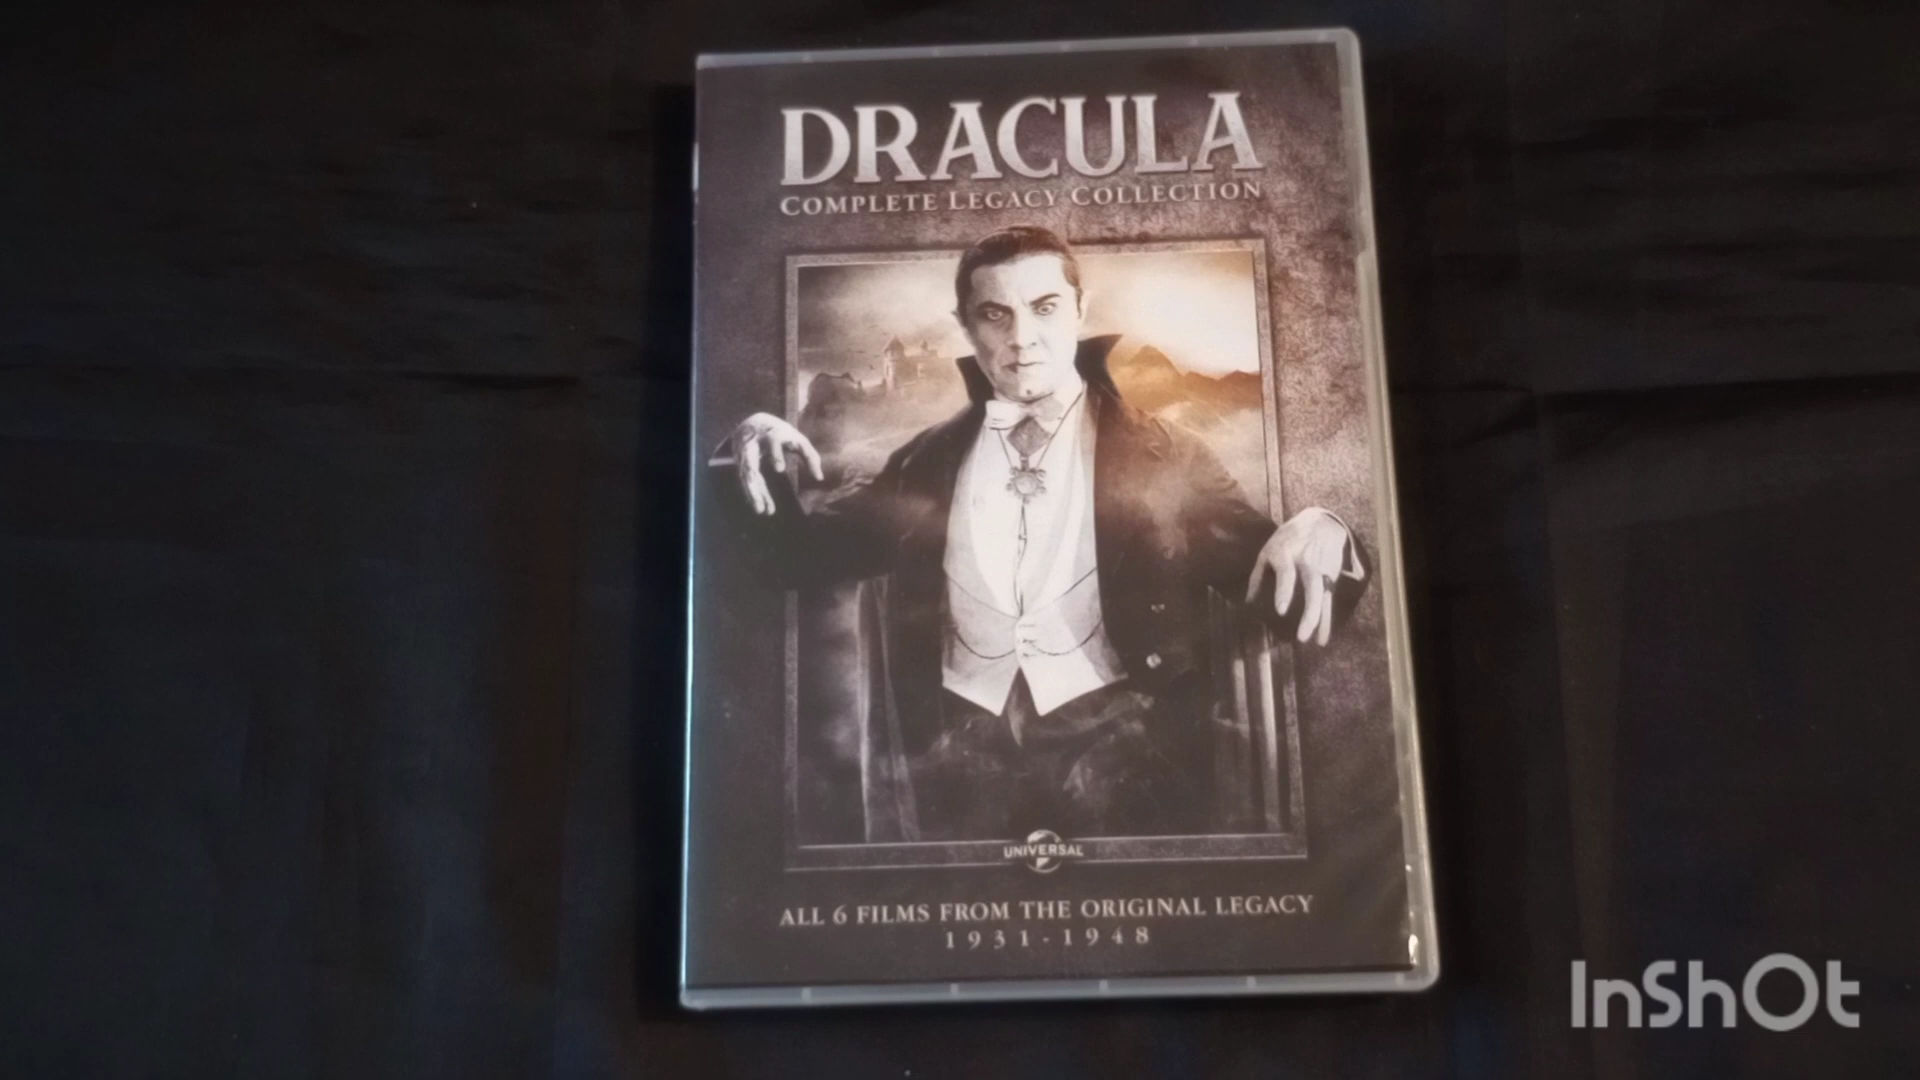 DRACULA
COMPLETE LEGACY COLLECTION
UNIVERSAL
ALL 6 FILMS FROM THE ORIGINAL LEGACY
1931-1948
InShOt